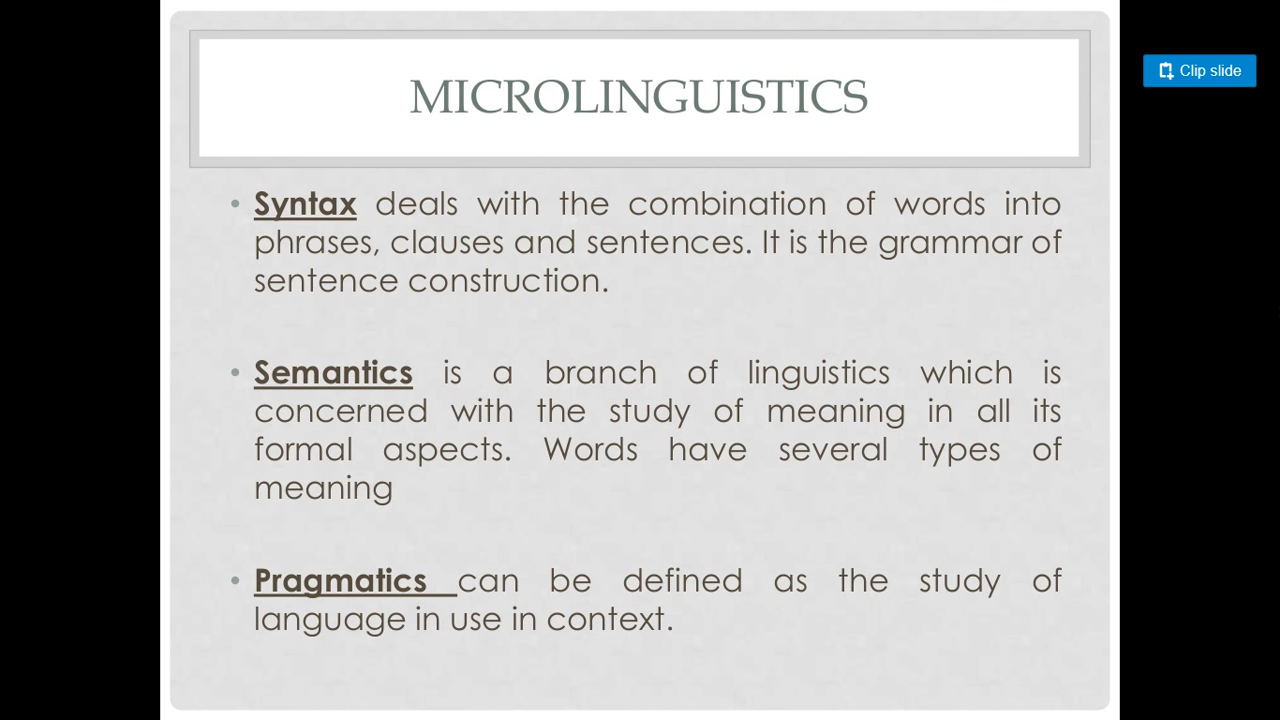 MICROLINGUISTICS
Clip slide
• Syntax deals with the combination of words into
phrases, clauses and sentences. It is the grammar of
sentence construction.
• Semantics is a branch of linguistics which is
concerned with the study of meaning in all its
formal aspects. Words have several types of
meaning
• Pragmatics can be defined as the study of
language in use in context.